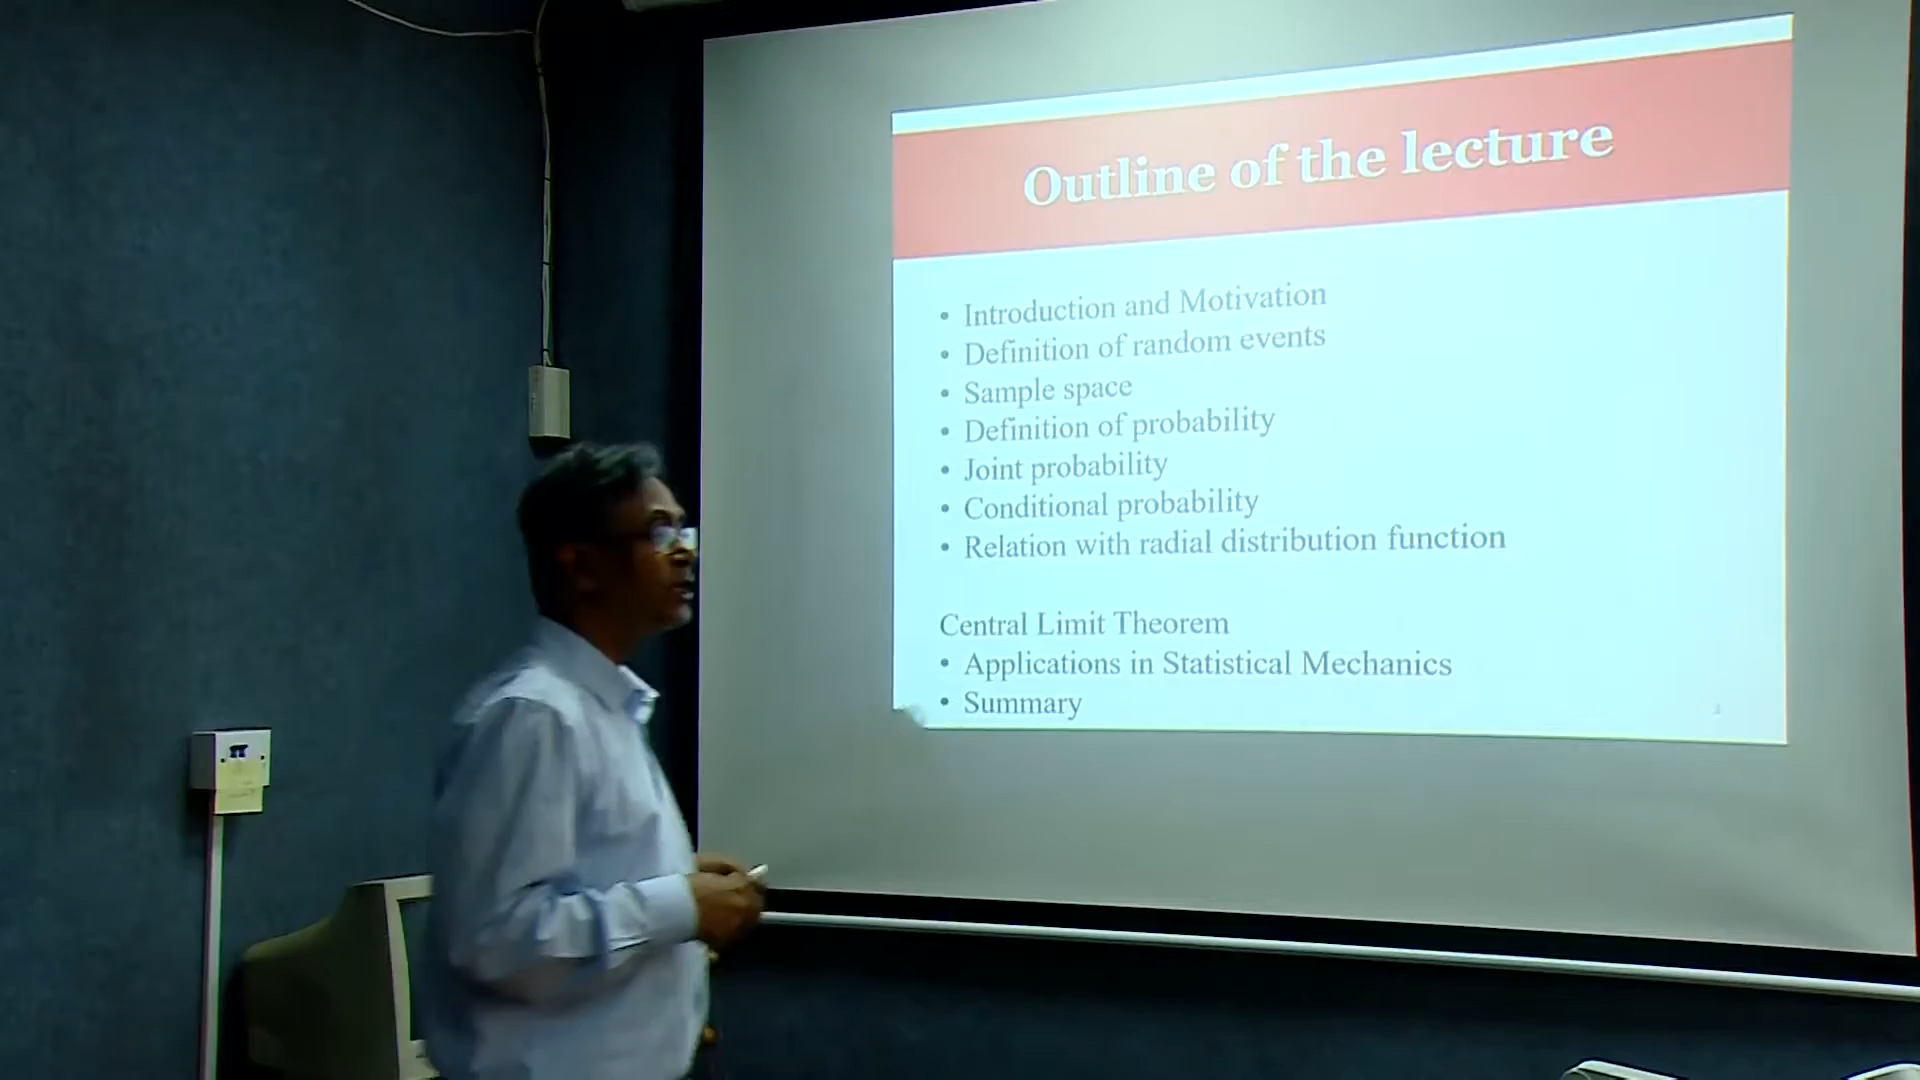 Outline of the lecture
• Introduction and Motivation
• Definition of random events
• Sample space
• Definition of probability
• Joint probability
• Conditional probability
• Relation with radial distribution function
Central Limit Theorem
• Applications in Statistical Mechanics
• Summary